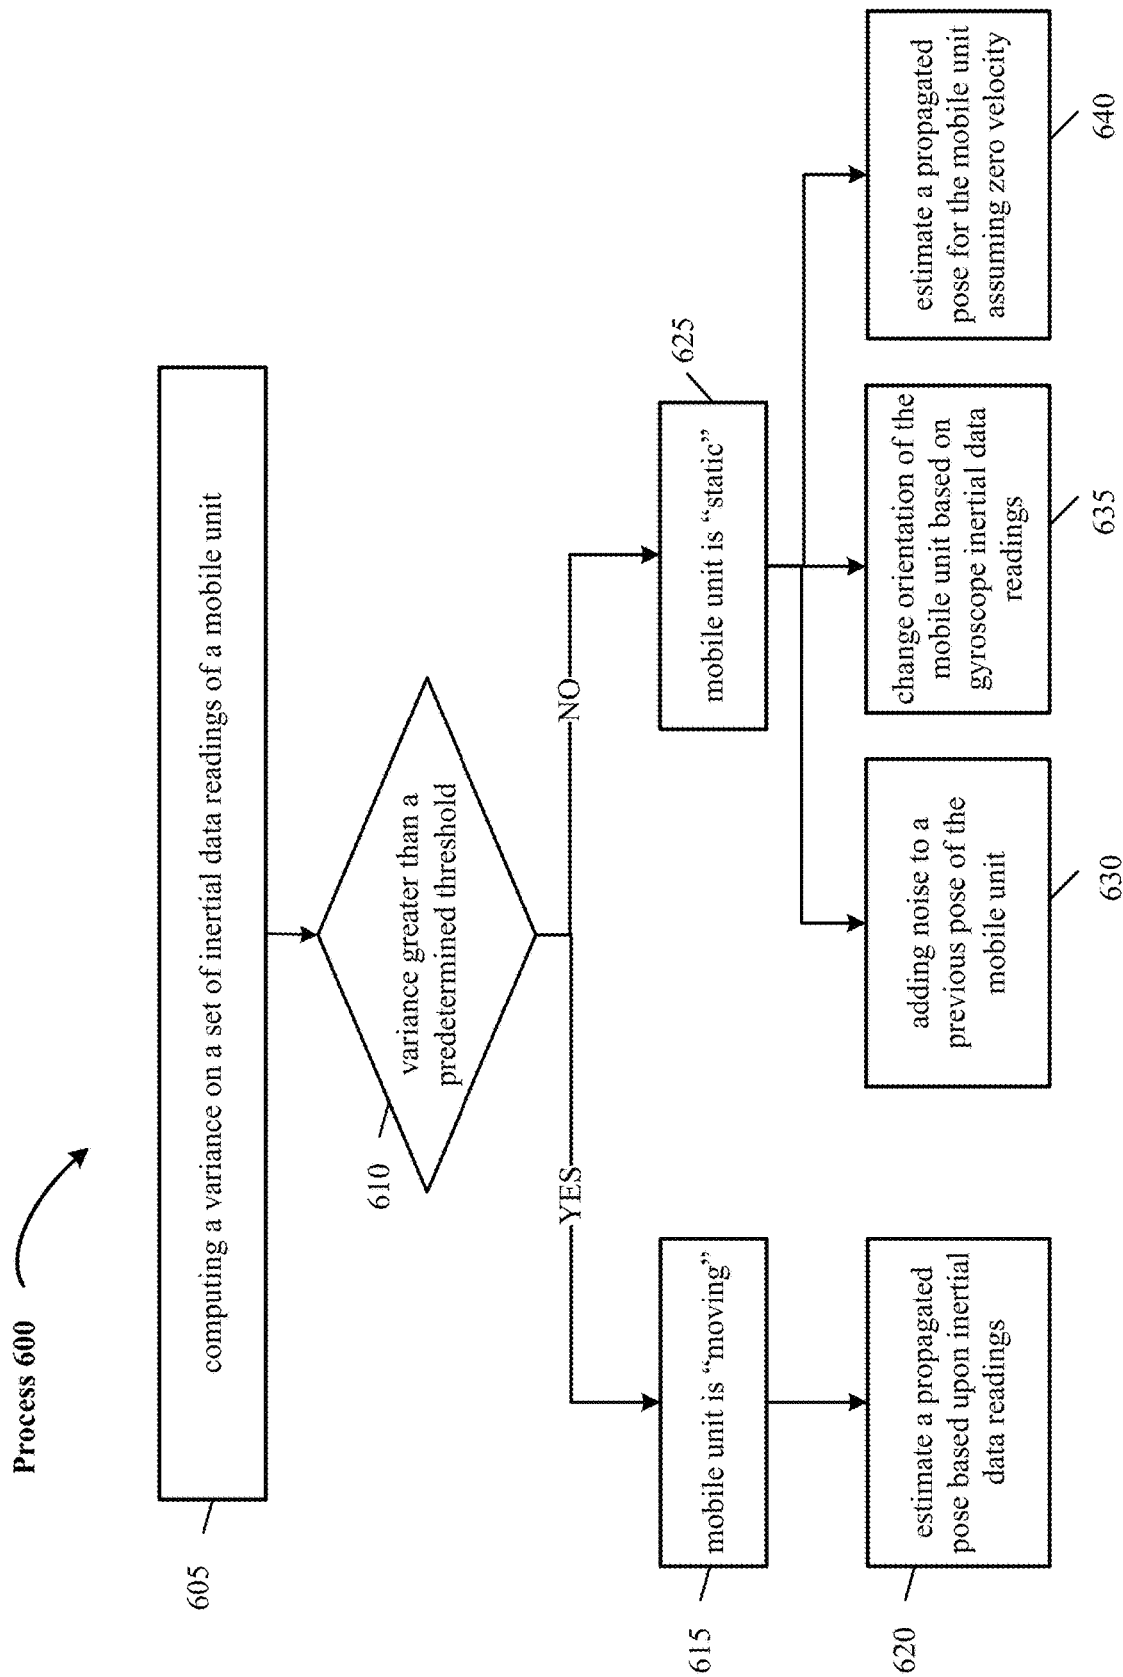 Process 600
605
computing a variance on a set of inertial data readings of a mobile unit
610
variance greater than a
predetermined threshold
YES
NO
615
mobile unit is “moving”
mobile unit is “static”
625
620
estimate a propagated
pose based upon inertial
data readings
adding noise to a
previous pose of the
mobile unit
630
change orientation of the
mobile unit based on
gyroscope inertial data
readings
635
estimate a propagated
pose for the mobile unit
assuming zero velocity
640